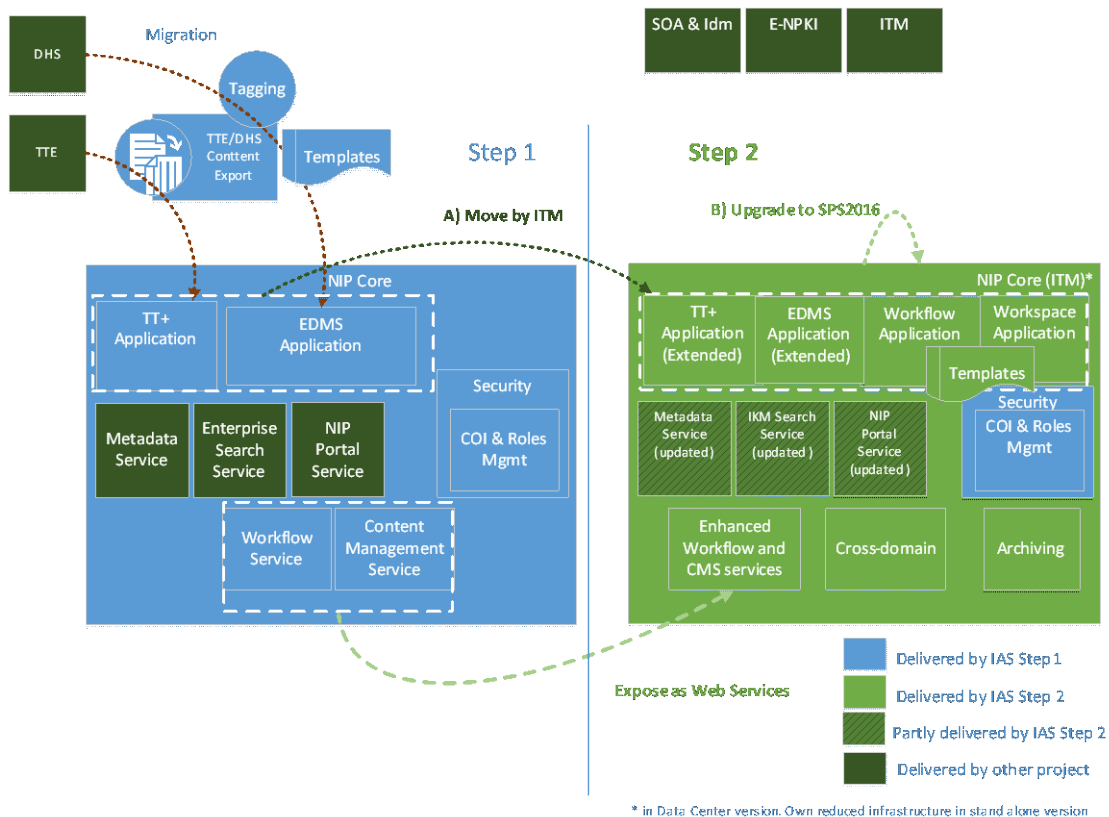 DHS
Migration
SOA & Idm
E-NPKI
ITM
Tagging
TTE
TTE/DHS
Conttent
Export
Templates
Step 1
Step 2
A) Move by ITM
B) Upgrade to SPS2016
NIP Core
TT+
Application
EDMS
Application
Security
COI & Roles
Mgmt
Metadata
Service
Enterprise
Search
Service
NIP
Portal
Service
Workflow
Service
Content
Management
Service
NIP Core (ITM)*
TT+
Application
(Extended)
EDMS
Application
(Extended)
Workflow
Application
Workspace
Application
Templates
Metadata
Service
(updated)
IKM Search
Service
(updated)
NIP
Portal
Service
(updated)
Security
COI & Roles
Mgmt
Enhanced
Workflow and
CMS services
Cross-domain
Archiving
Expose as Web Services
Delivered by IAS Step 1
Delivered by IAS Step 2
Partly delivered by IAS Step 2
Delivered by other project
* in Data Center version. Own reduced infrastructure in stand alone version